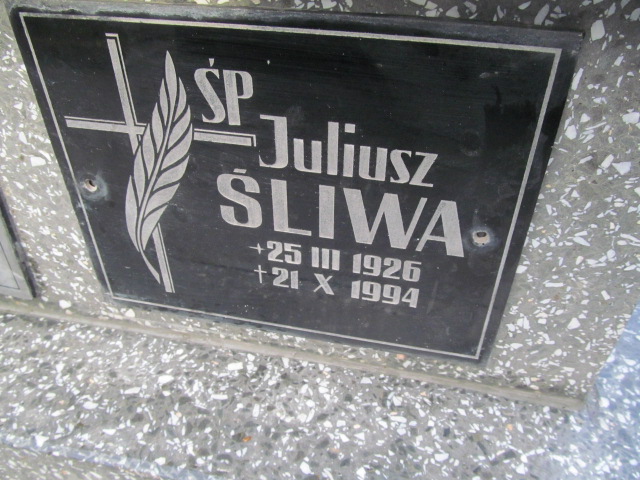 ŚP
Juliusz
ŚLIWA
+25 III 1926
†21 X 1994